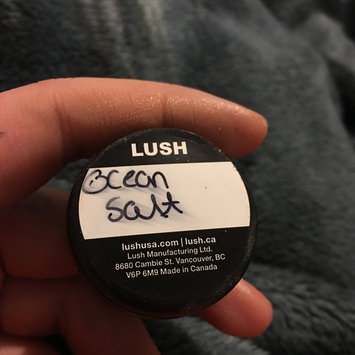 LUSH
Ocean
Salt
lushusa.com | lush.ca
Lush Manufacturing Ltd.
8680 Cambie St. Vancouver, BC
V6P 6M9 Made in Canada